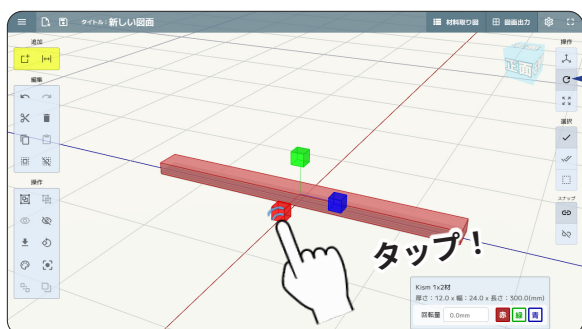 タイトル:新しい図面
材料取り図
図面出力
追加
編集
操作
操作
選択
スナップ
正面
タップ!
Kism 1x2材
厚さ:12.0 x 幅:24.0 x 長さ:300.0(mm)
回転量
0.0mm
赤
緑
青